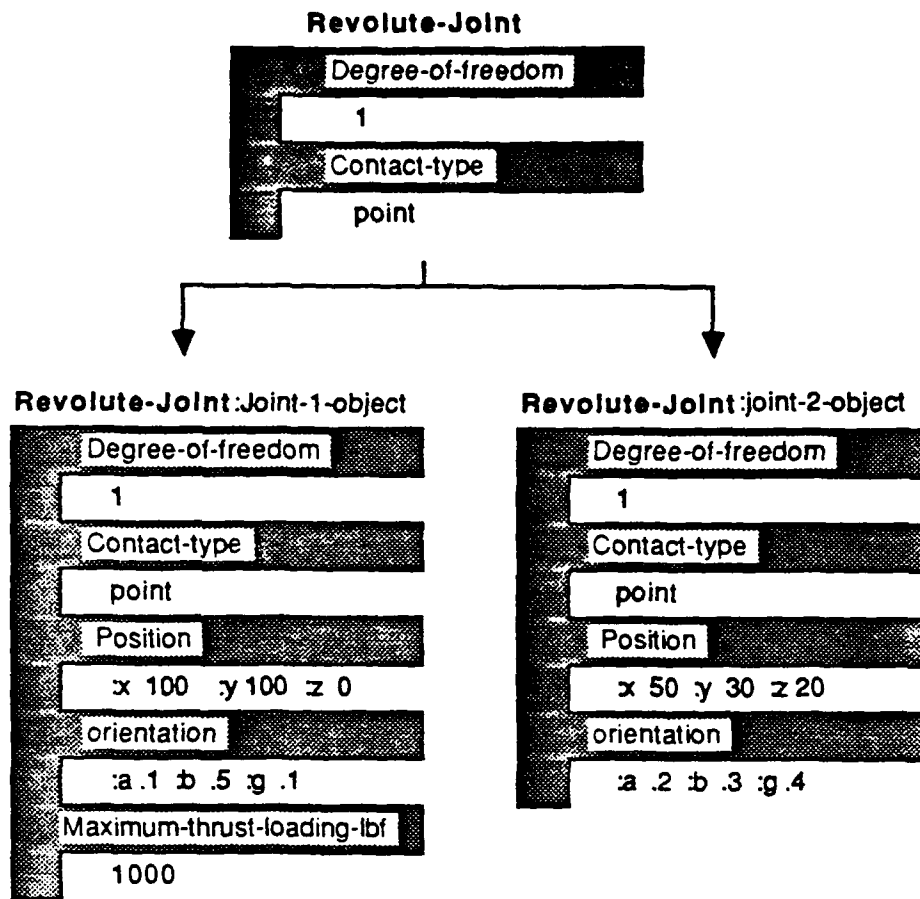 Revolute-Joint
Degree-of-freedom
1
Contact-type
point
Revolute-Joint:Joint-1-object
Degree-of-freedom
1
Contact-type
point
Position
:x 100 :y 100 :z 0
orientation
:a .1 :b .5 :g .1
Maximum-thrust-loading-lbf
1000
Revolute-Joint:joint-2-object
Degree-of-freedom
1
Contact-type
point
Position
:x 50 :y 30 :z 20
orientation
:a .2 :b .3 :g .4